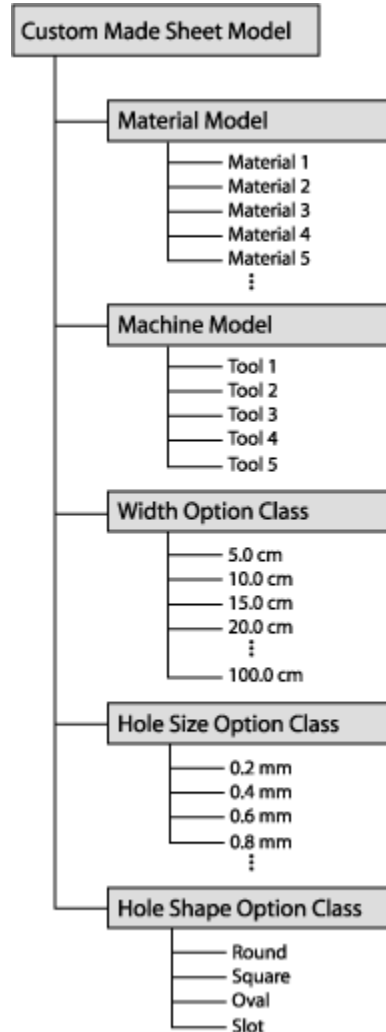 Custom Made Sheet Model
Material Model
Material 1
Material 2
Material 3
Material 4
Material 5
Machine Model
Tool 1
Tool 2
Tool 3
Tool 4
Tool 5
Width Option Class
5.0 cm
10.0 cm
15.0 cm
20.0 cm
100.0 cm
Hole Size Option Class
0.2 mm
0.4 mm
0.6 mm
0.8 mm
Hole Shape Option Class
Round
Square
Oval
Slot